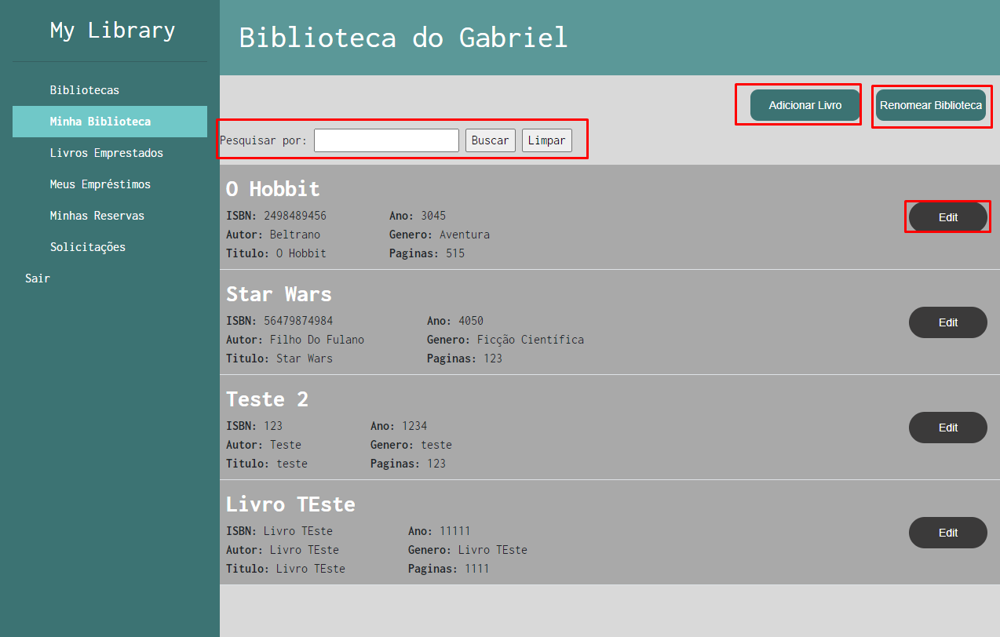 My Library
Bibliotecas
Minha Biblioteca
Livros Emprestados
Meus Empréstimos
Minhas Reservas
Solicitações
Sair
Biblioteca do Gabriel
Adicionar Livro Renomear Biblioteca
Pesquisar por: Buscar Limpar
O Hobbit
ISBN: 2498489456 Ano: 3045
Autor: Beltrano Genero: Aventura
Titulo: O Hobbit Paginas: 515
Edit
Star Wars
ISBN: 56479874984 Ano: 4050
Autor: Filho Do Fulano Genero: Ficção Científica
Titulo: Star Wars Paginas: 123
Edit
Teste 2
ISBN: 123 Ano: 1234
Autor: Teste Genero: teste
Titulo: teste Paginas: 123
Edit
Livro TEste
ISBN: Livro TEste Ano: 11111
Autor: Livro TEste Genero: Livro TEste
Titulo: Livro TEste Paginas: 1111
Edit